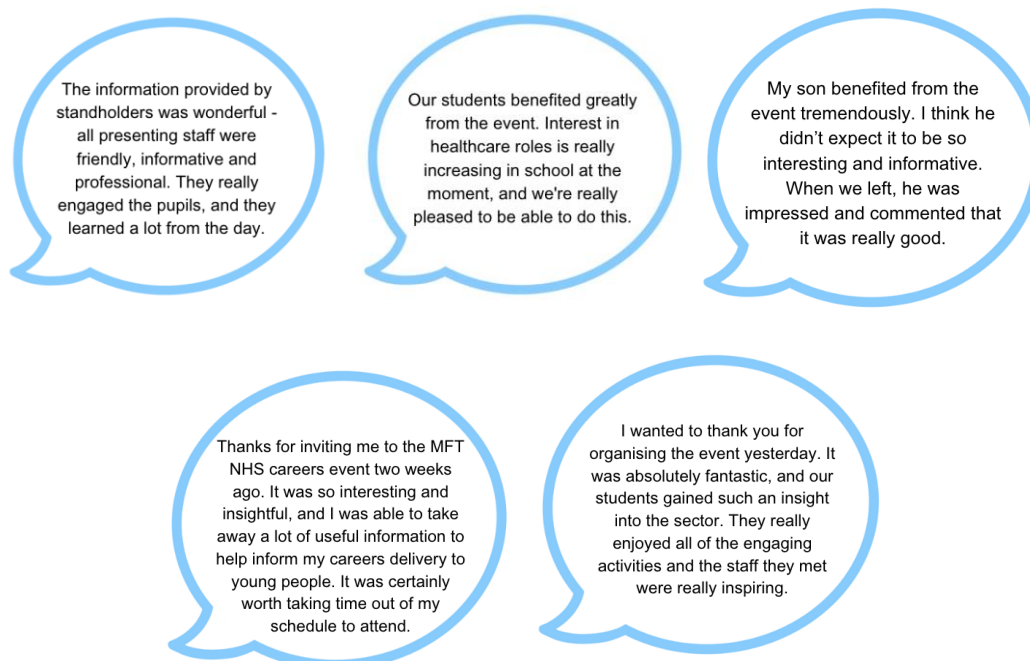 The information provided by
standholders was wonderful -
all presenting staff were
friendly, informative and
professional. They really
engaged the pupils, and they
learned a lot from the day.
Our students benefited greatly
from the event. Interest in
healthcare roles is really
increasing in school at the
moment, and we're really
pleased to be able to do this.
My son benefited from the
event tremendously. I think he
didn’t expect it to be so
interesting and informative.
When we left, he was
impressed and commented that
it was really good.
Thanks for inviting me to the MFT
NHS careers event two weeks
ago. It was so interesting and
insightful, and I was able to take
away a lot of useful information to
help inform my careers delivery to
young people. It was certainly
worth taking time out of my
schedule to attend.
I wanted to thank you for
organising the event yesterday. It
was absolutely fantastic, and our
students gained such an insight
into the sector. They really
enjoyed all of the engaging
activities and the staff they met
were really inspiring.